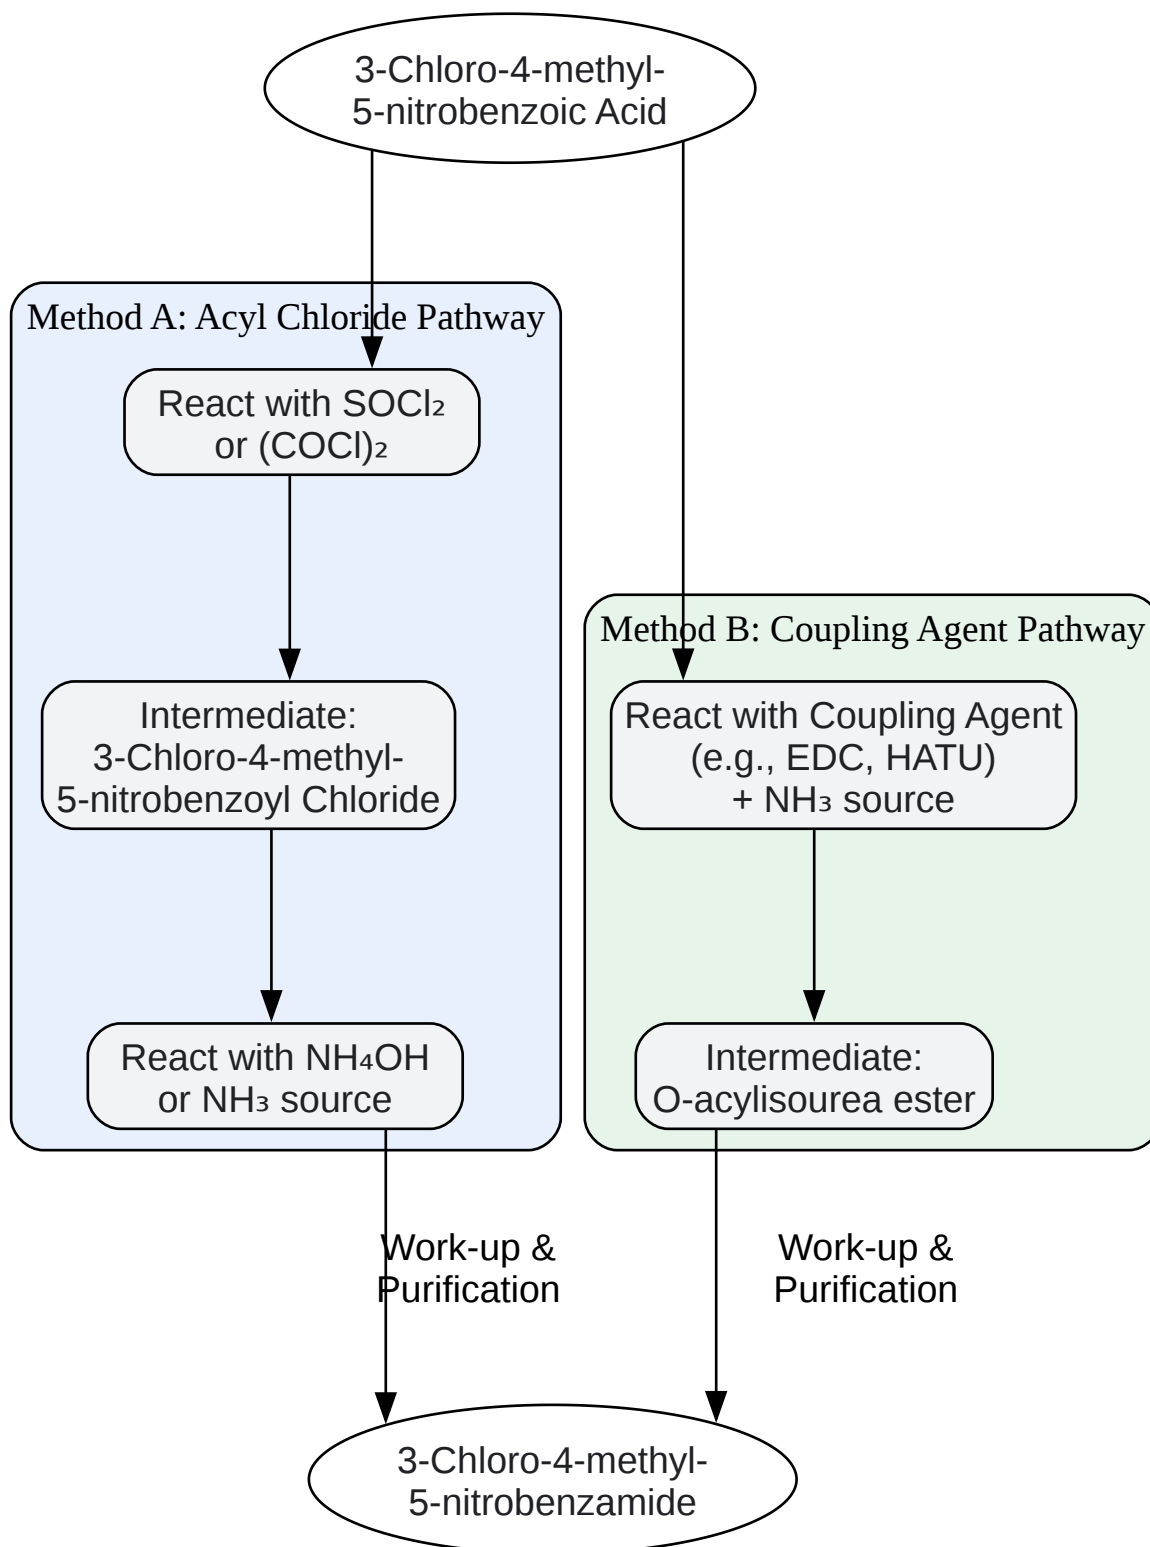 3-Chloro-4-methyl-
5-nitrobenzoic Acid
Method A: Acyl Chloride Pathway
React with SOCl₂
or (COCl)₂
Intermediate:
3-Chloro-4-methyl-
5-nitrobenzoyl Chloride
React with NH₄OH
or NH₃ source
Work-up &
Purification
Method B: Coupling Agent Pathway
React with Coupling Agent
(e.g., EDC, HATU)
+ NH₃ source
Intermediate:
O-acylisourea ester
Work-up &
Purification
3-Chloro-4-methyl-
5-nitrobenzamide